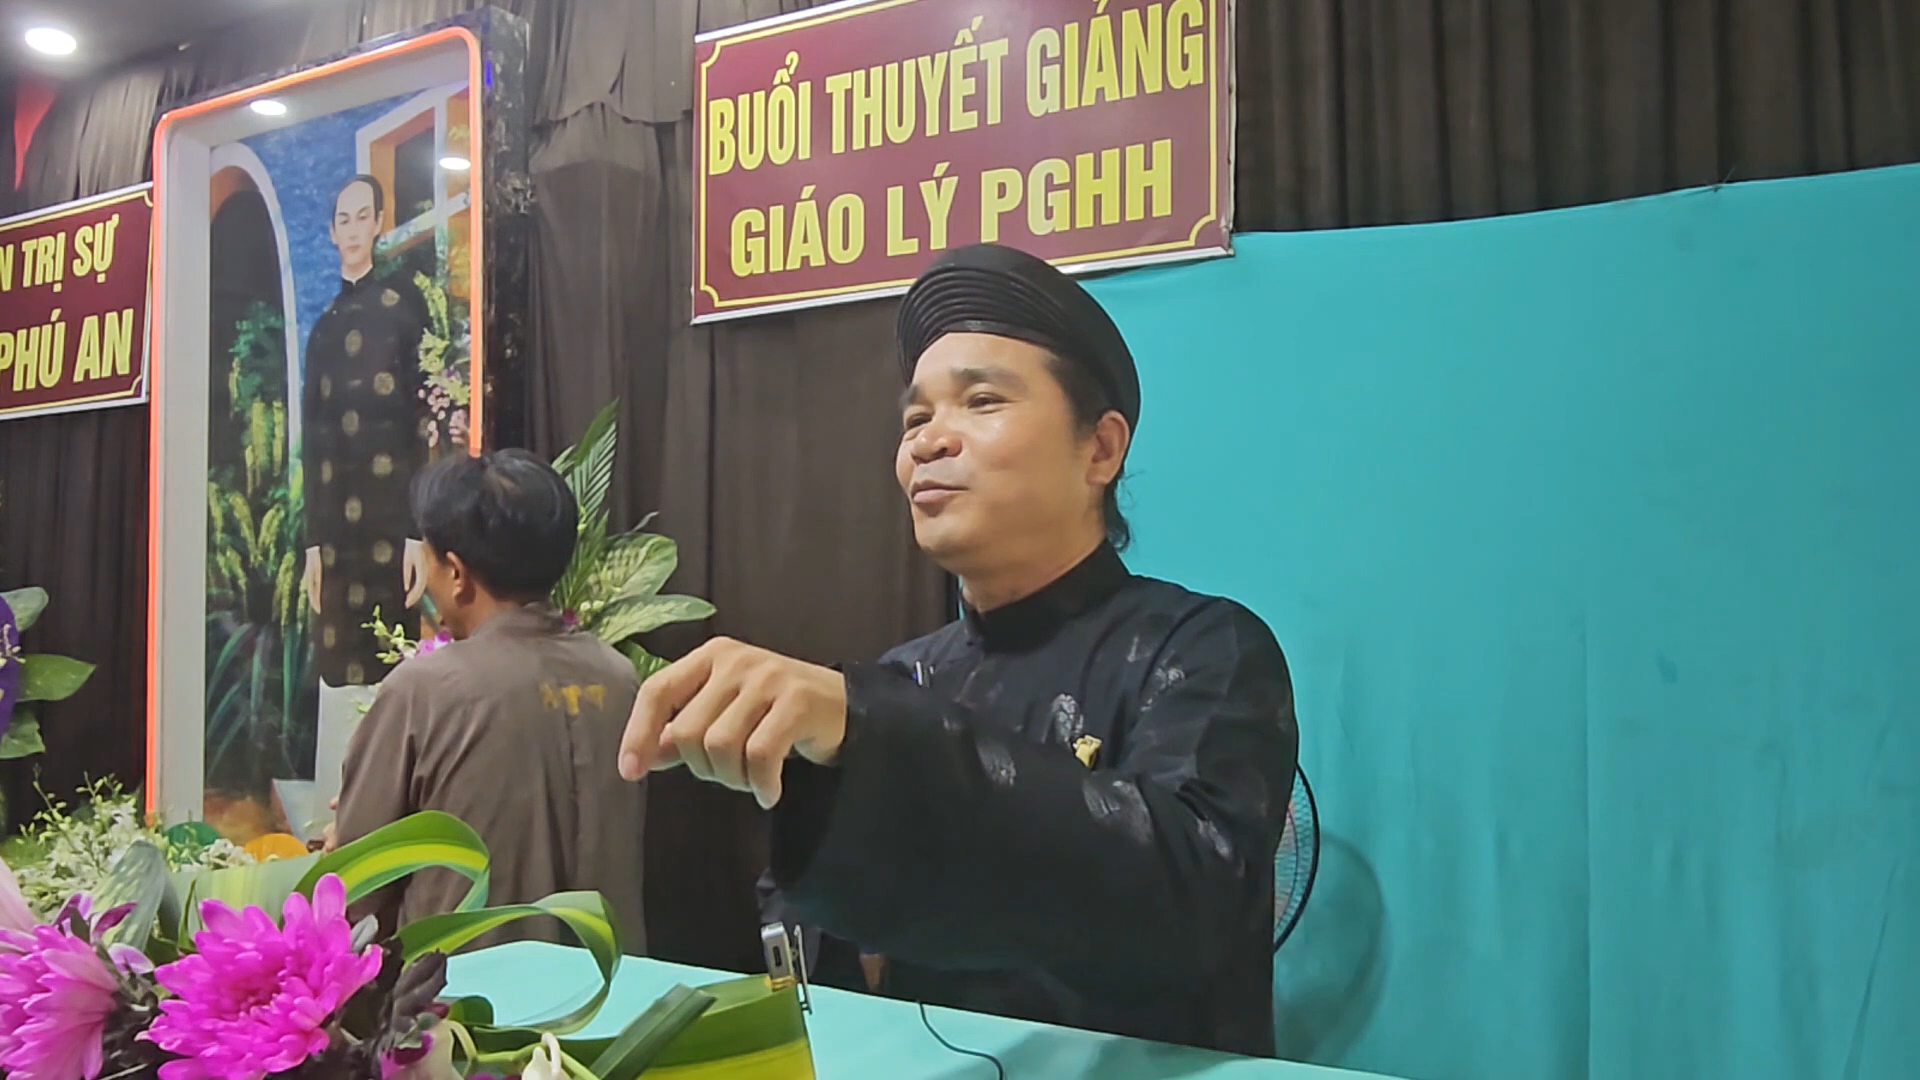 BUỔI THUYẾT GIẢNG
GIÁO LÝ PGHH
TRỊ SỰ
PHÚ AN